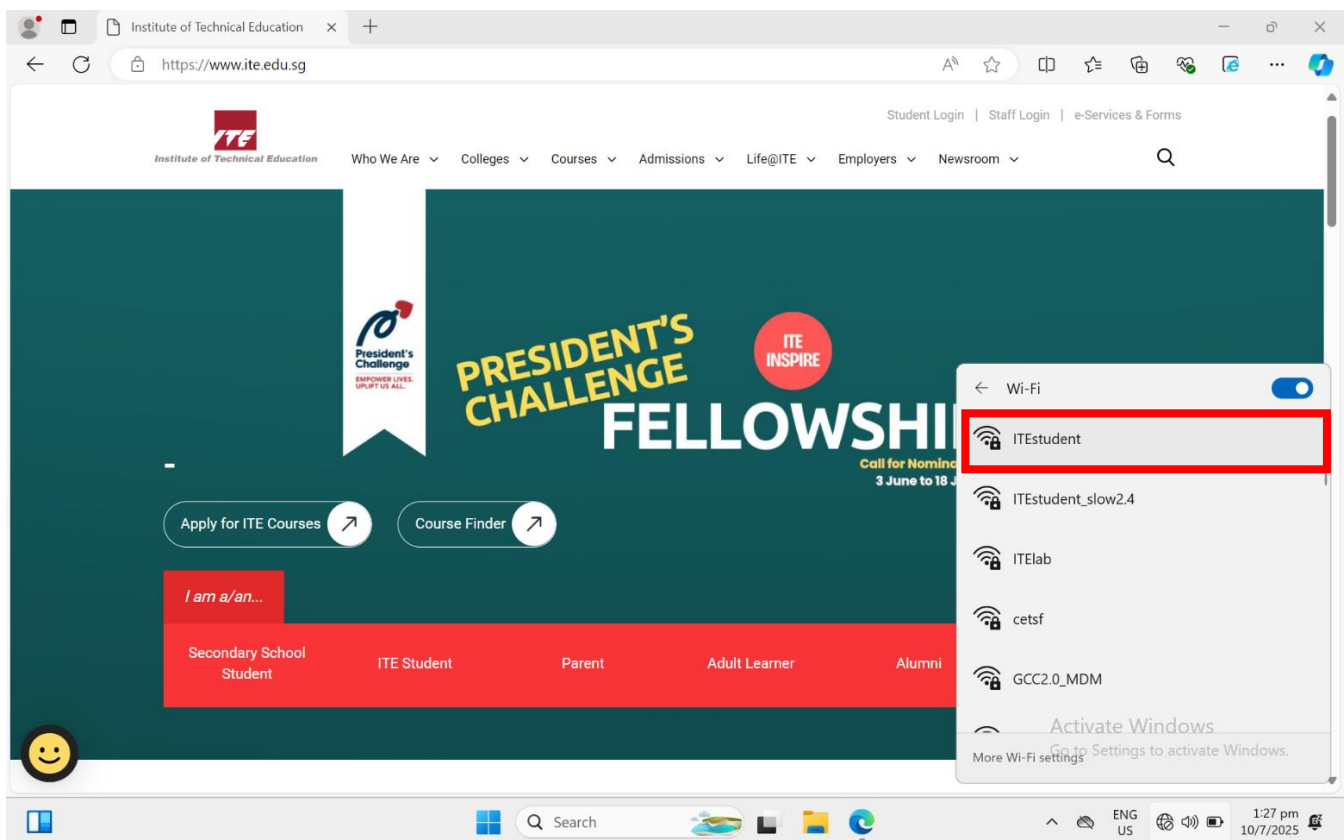 Institute of Technical Education
https://www.ite.edu.sg
Student Login | Staff Login | e-Services & Forms
ITE
Institute of Technical Education
Who We Are Colleges Courses Admissions Life@ITE Employers Newsroom
President's
Challenge
EMPOWER LIVES.
UPLIFT US ALL.
PRESIDENT'S
CHALLENGE
ITE
INSPIRE
FELLOWSHI
Call for Nomina
3 June to 18 J
-
Apply for ITE Courses
Course Finder
I am a/an...
Secondary School
Student
ITE Student
Parent
Adult Learner
Alumni
Wi-Fi
ITEstudent
ITEstudent_slow2.4
ITElab
cetsf
GCC2.0_MDM
Activate Windows
Go to Settings to activate Windows.
More Wi-Fi settings
Search
ENG
US
1:27 pm
10/7/2025